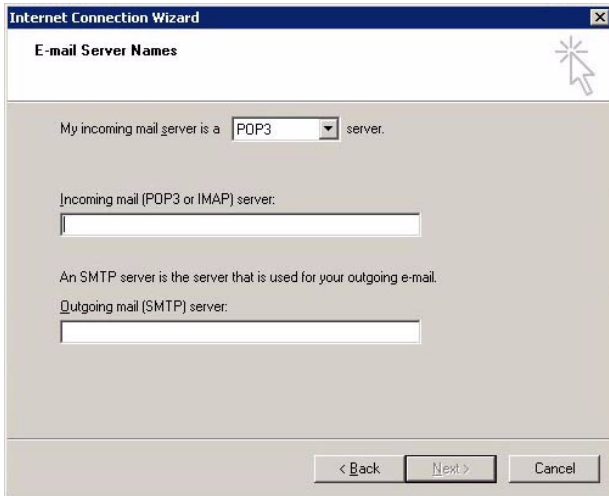 Internet Connection Wizard
E-mail Server Names
My incoming mail server is a POP3 server.
Incoming mail (POP3 or IMAP) server:
An SMTP server is the server that is used for your outgoing e-mail.
Outgoing mail (SMTP) server:
< Back Next > Cancel